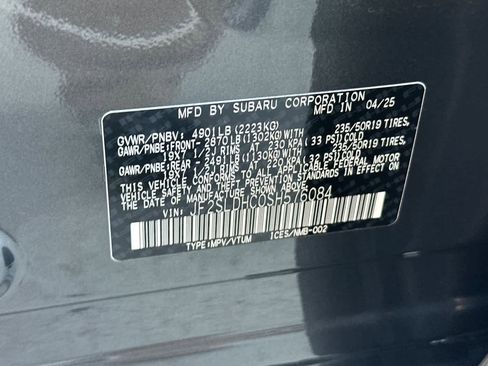 MFD BY SUBARU CORPORATION 04/25
GVWR/PNBV: 4901LB(2223KG)
GAWR/PNBE:FRONT- 2870LB(1302KG)WITH 235/50R19 TIRES,
19X7 1/2J RIMS AT 230 KPA(33 PSI)COLD
GAWR/PNBE:REAR - 2491LB(1130KG)WITH 235/50R19 TIRES,
19X7 1/2J RIMS AT 220 KPA(32 PSI)COLD
THIS VEHICLE CONFORMS TO ALL APPLICABLE FEDERAL MOTOR
VEHICLE SAFETY AND THEFT PREVENTION STANDARDS IN EFFECT ON
THE DATE OF MANUFACTURE SHOWN ABOVE.
VIN: JF2SLDHC0SH576084
TYPE:MPV/VTUM ICES/NMB-002